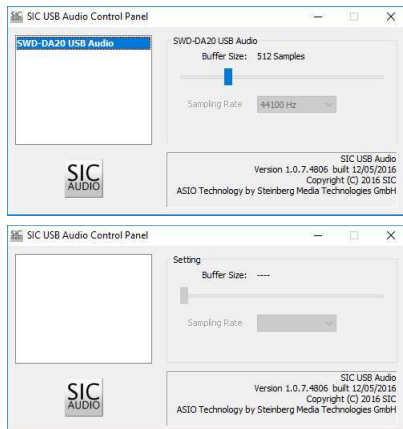 SIC USB Audio Control Panel
SWD-DA20 USB Audio
SWD-DA20 USB Audio
Buffer Size: 512 Samples
Sampling Rate 44100 Hz
SIC
AUDIO
SIC USB Audio
Version 1.0.7.4806 built 12/05/2016
Copyright (C) 2016 SIC
ASIO Technology by Steinberg Media Technologies GmbH
SIC USB Audio Control Panel
Setting
Buffer Size: ----
Sampling Rate
SIC
AUDIO
SIC USB Audio
Version 1.0.7.4806 built 12/05/2016
Copyright (C) 2016 SIC
ASIO Technology by Steinberg Media Technologies GmbH